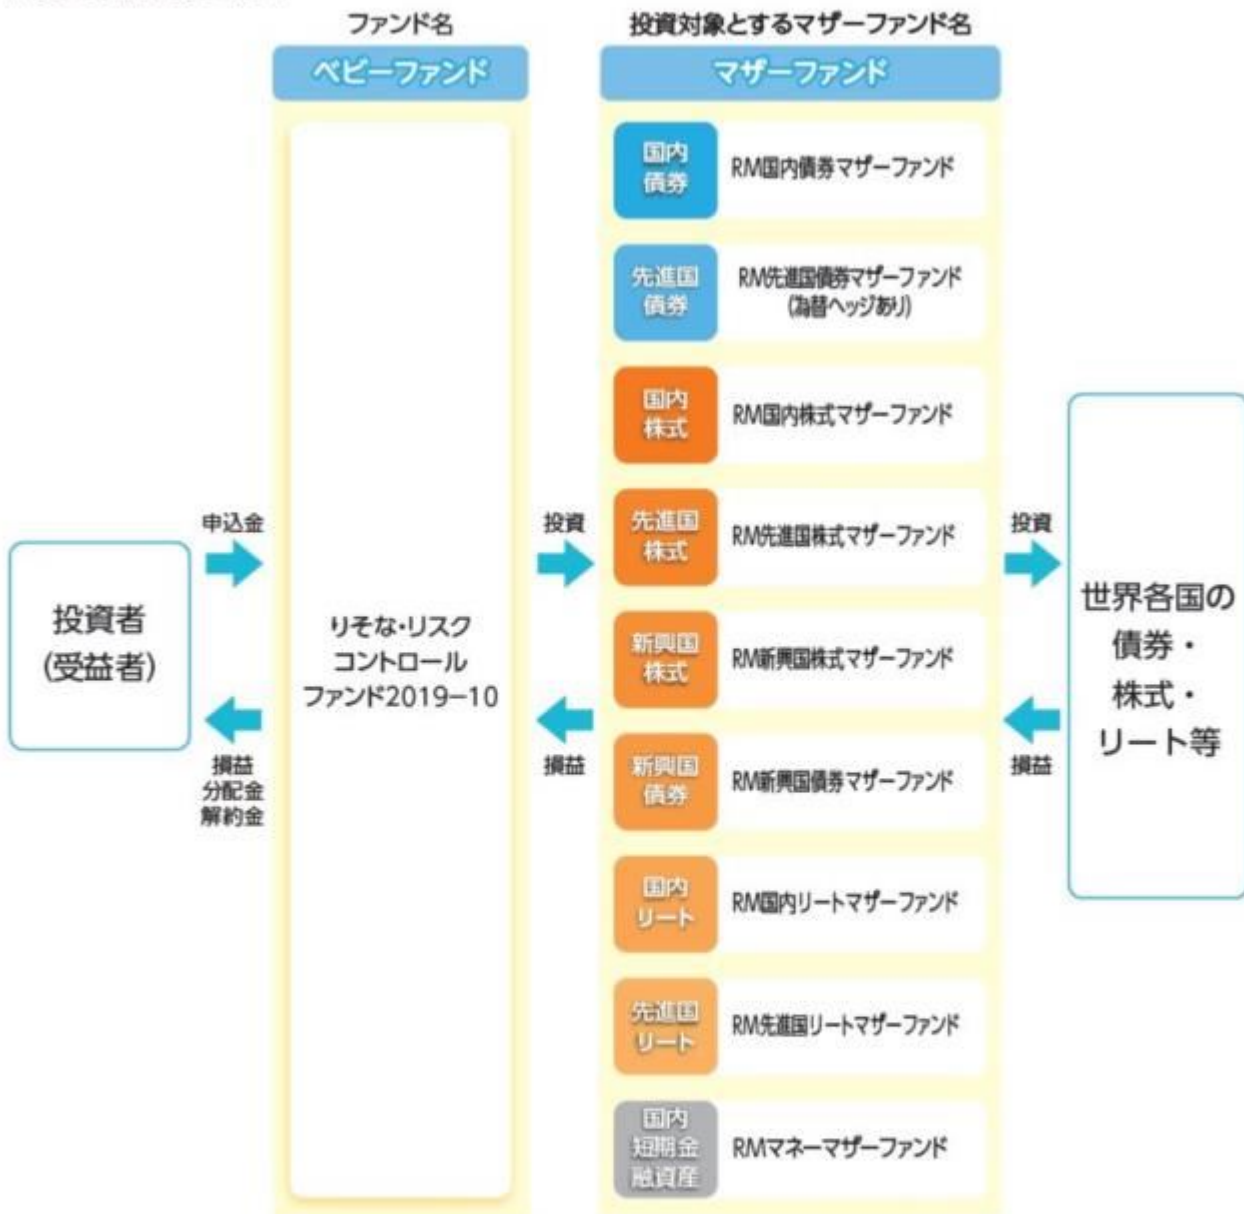 ファンド名
投資対象とするマザーファンド名
ベビーファンド
マザーファンド
国内
債券
RM国内債券マザーファンド
先進国
債券
RM先進国債券マザーファンド
(為替ヘッジあり)
国内
株式
RM国内株式マザーファンド
先進国
株式
RM先進国株式マザーファンド
新興国
株式
RM新興国株式マザーファンド
新興国
債券
RM新興国債券マザーファンド
国内
リート
RM国内リートマザーファンド
先進国
リート
RM先進国リートマザーファンド
国内
短期金
融資産
RMマネーマザーファンド
投資者
(受益者)
申込金
損益
分配金
解約金
りそな・リスク
コントロール
ファンド2019−10
投資
損益
投資
損益
世界各国の
債券・
株式・
リート等